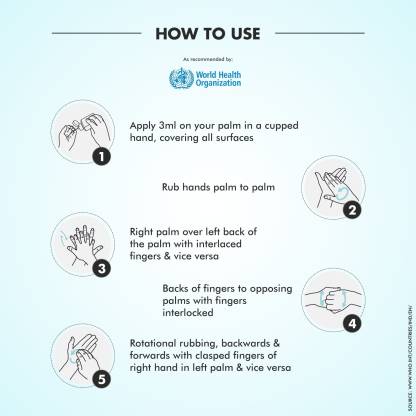 HOW TO USE
As recommended by:
World Health
Organization
Apply 3ml on your palm in a cupped
hand, covering all surfaces
1
Rub hands palm to palm
2
Right palm over left back of
the palm with interlaced
fingers & vice versa
3
Backs of fingers to opposing
palms with fingers
interlocked
4
Rotational rubbing, backwards &
forwards with clasped fingers of
right hand in left palm & vice versa
5
SOURCE: WWW.WHO.INT/COUNTRIES/IND/EN/